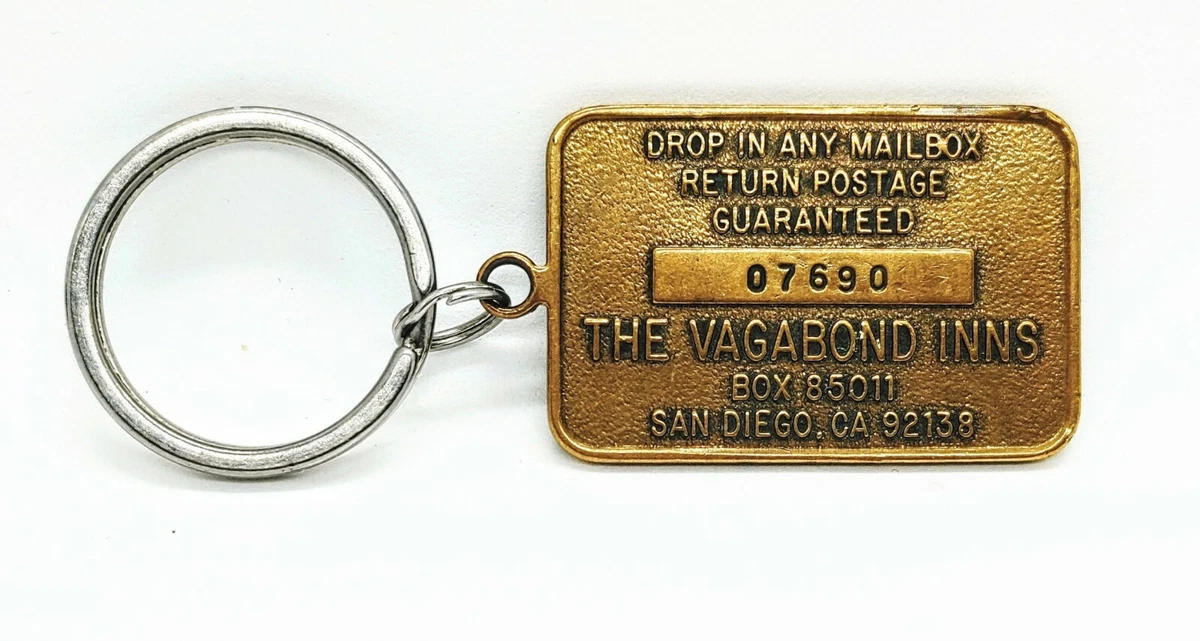 DROP IN ANY MAILBOX
RETURN POSTAGE
GUARANTEED
07690
THE VAGABOND INNS
BOX 85011
SAN DIEGO, CA 92138